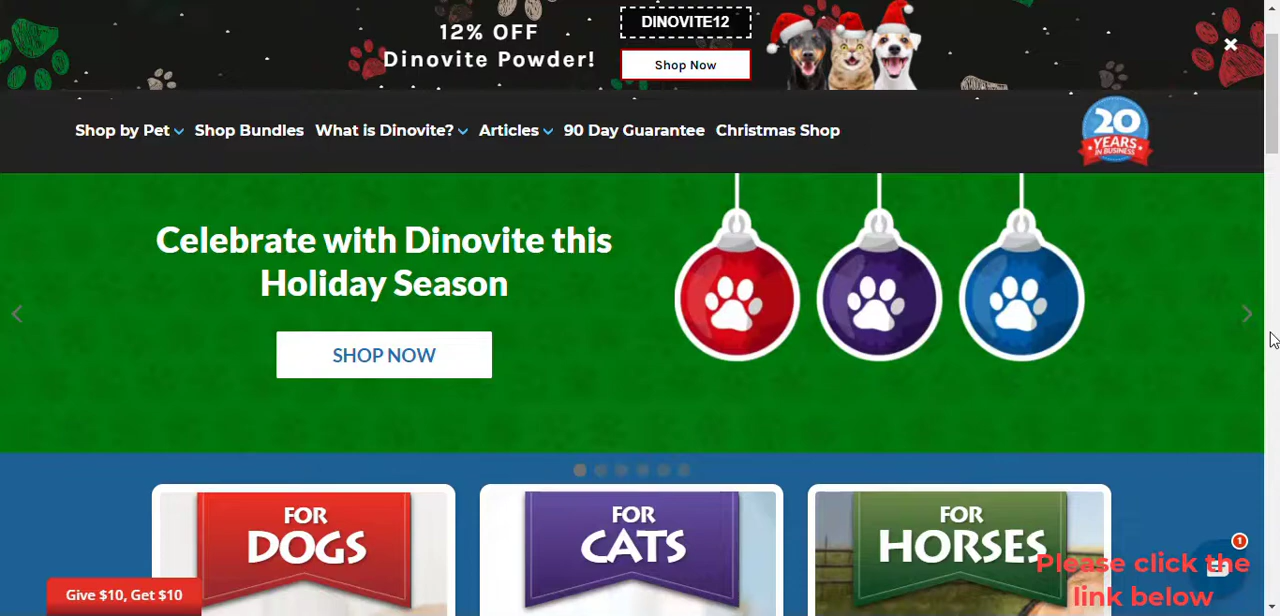 12% OFF
Dinovite Powder!
DINOVITE12
Shop Now
Shop by Pet
Shop Bundles
What is Dinovite?
Articles
90 Day Guarantee
Christmas Shop
20
YEARS
IN BUSINESS
Celebrate with Dinovite this
Holiday Season
SHOP NOW
FOR
DOGS
FOR
CATS
FOR
HORSES
1
Please click the
link below
Give $10, Get $10